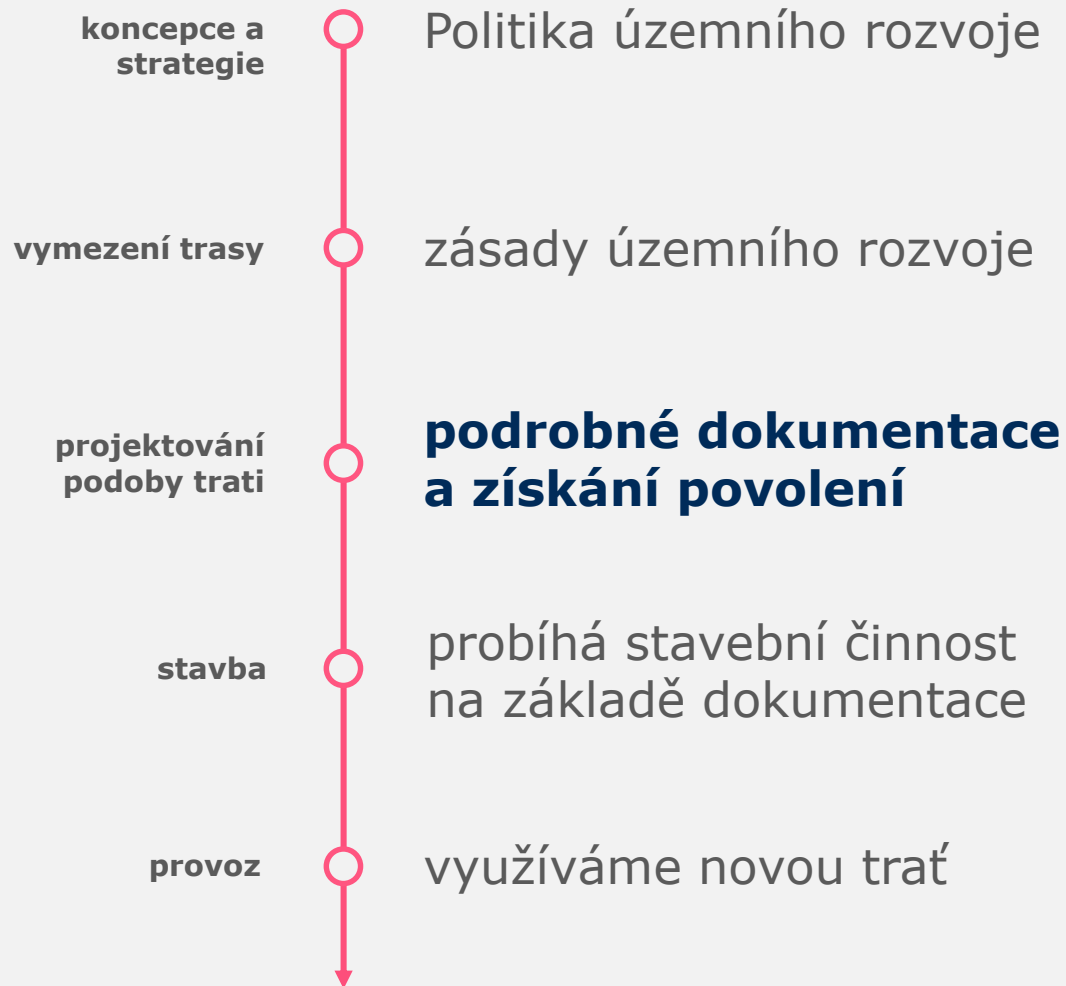 koncepce a
strategie
Politika územního rozvoje
vymezení trasy
zásady územního rozvoje
projektování
podoby trati
podrobné dokumentace
a získání povolení
stavba
probíhá stavební činnost
na základě dokumentace
provoz
využíváme novou trať